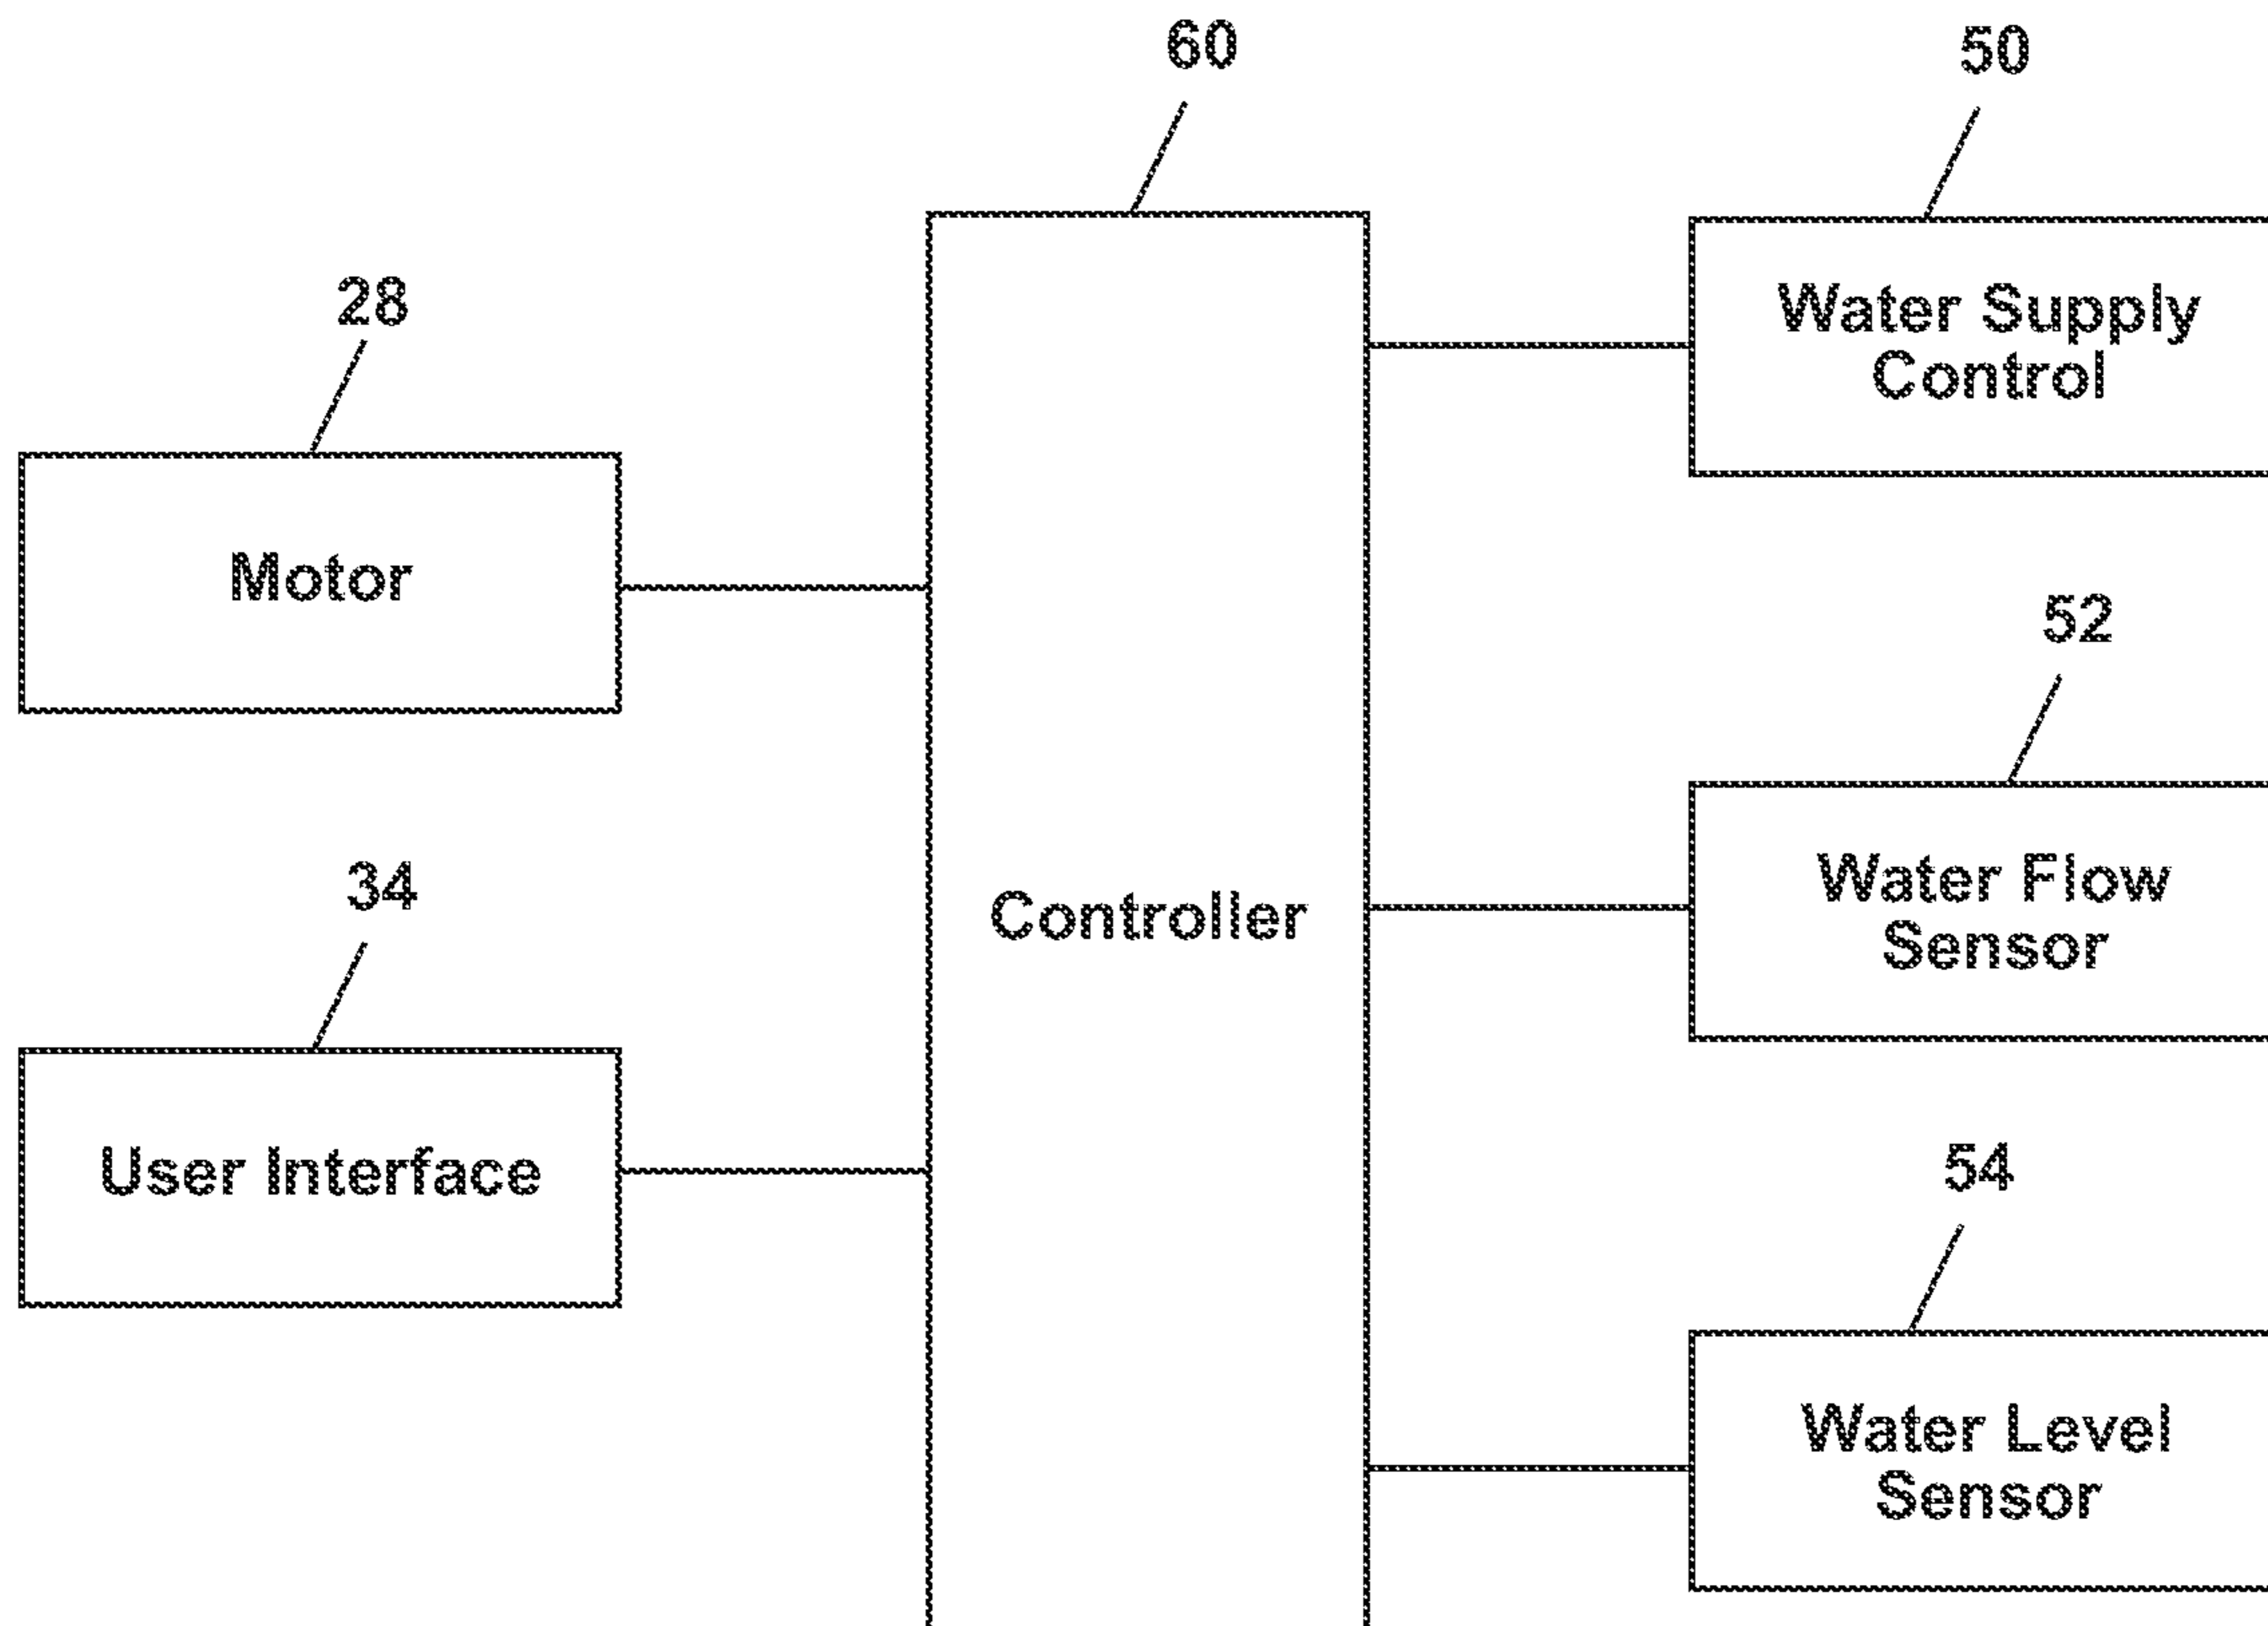 60
50
28
Water Supply
Control
Motor
52
34
Water Flow
Sensor
Controller
User Interface
54
Water Level
Sensor